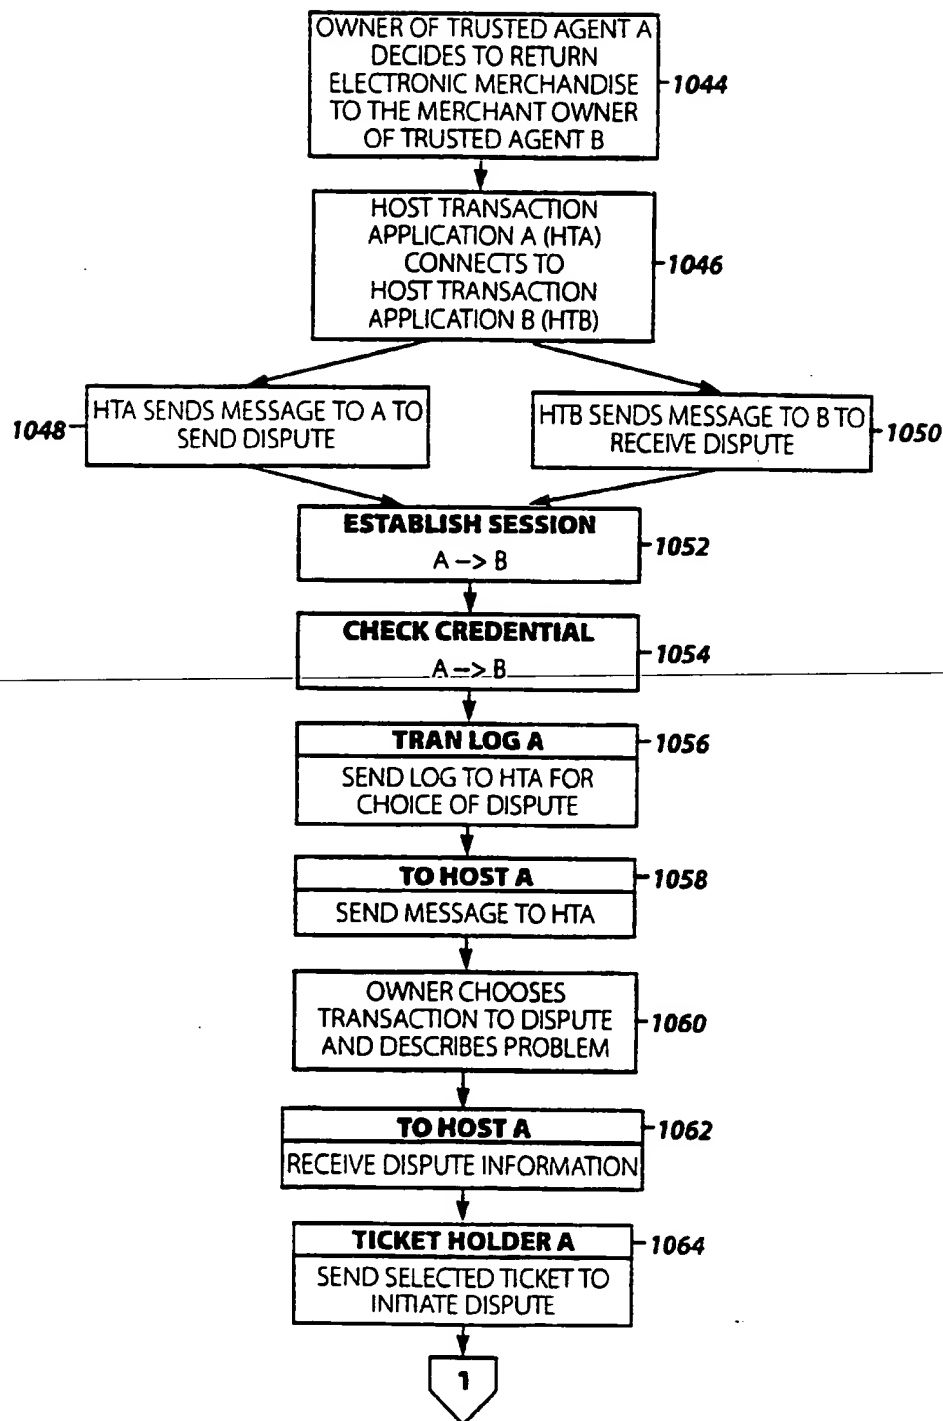 OWNER OF TRUSTED AGENT A
DECIDES TO RETURN
ELECTRONIC MERCHANDISE
TO THE MERCHANT OWNER
OF TRUSTED AGENT B
1044
HOST TRANSACTION
APPLICATION A (HTA)
CONNECTS TO
HOST TRANSACTION
APPLICATION B (HTB)
1046
1048
HTA SENDS MESSAGE TO A TO
SEND DISPUTE
HTB SENDS MESSAGE TO B TO
RECEIVE DISPUTE
1050
ESTABLISH SESSION
A -> B
1052
CHECK CREDENTIAL
A -> B
1054
TRAN LOG A
1056
SEND LOG TO HTA FOR
CHOICE OF DISPUTE
TO HOST A
1058
SEND MESSAGE TO HTA
OWNER CHOOSES
TRANSACTION TO DISPUTE
AND DESCRIBES PROBLEM
1060
TO HOST A
1062
RECEIVE DISPUTE INFORMATION
TICKET HOLDER A
1064
SEND SELECTED TICKET TO
INITIATE DISPUTE
1